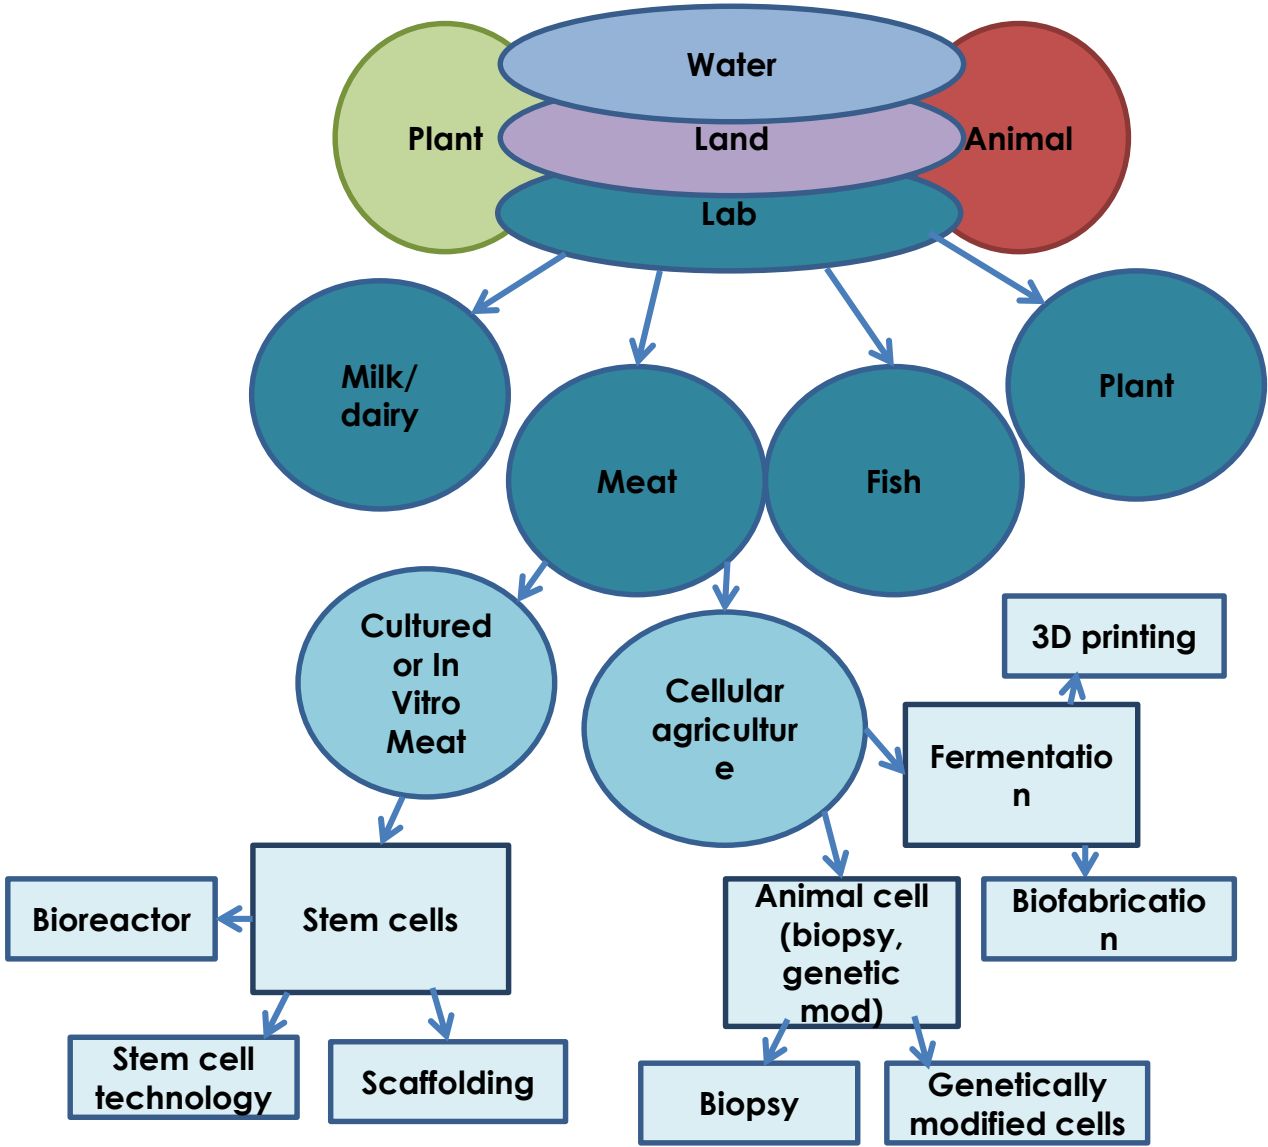 Water
Plant
Land
Animal
Lab
Milk/
dairy
Meat
Fish
Plant
Cultured
or In
Vitro
Meat
Cellular
agricultur
e
3D printing
Fermentatio
n
Bioreactor
Stem cells
Animal cell
(biopsy,
genetic
mod)
Biofabricatio
n
Stem cell
technology
Scaffolding
Biopsy
Genetically
modified cells